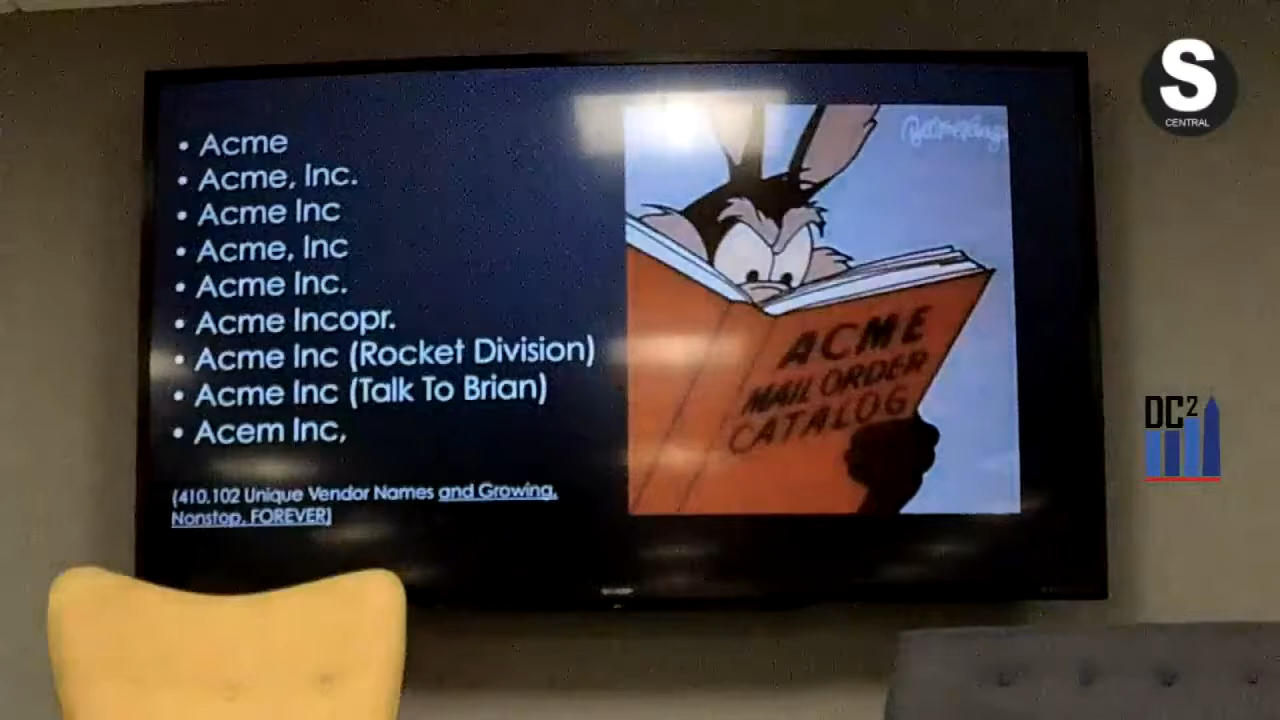 • Acme
• Acme, Inc.
• Acme Inc
• Acme, Inc
• Acme Inc.
• Acme Incopr.
• Acme Inc (Rocket Division)
• Acme Inc (Talk To Brian)
• Acem Inc,
(410,102 Unique Vendor Names and Growing,
Nonstop, FOREVER)
Boomerang
ACME
MAIL ORDER
CATALOG
S
CENTRAL
DC2